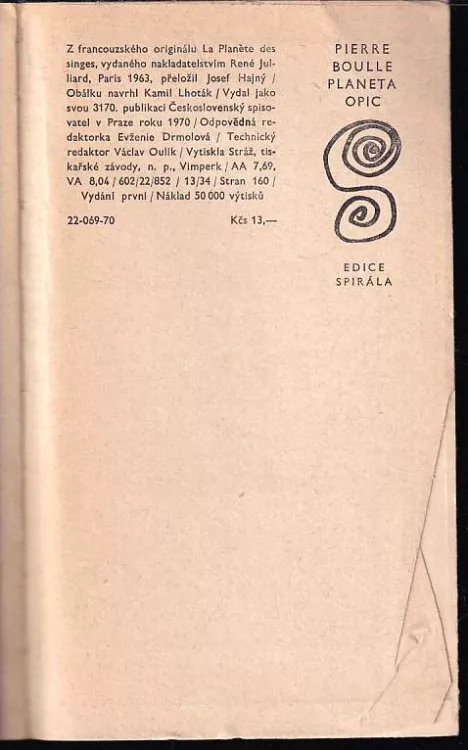 Z francouzského originálu La Planète des
singes, vydaného nakladatelstvím René Jul-
liard, Paris 1963, přeložil Josef Hajný /
Obálku navrhl Kamil Lhoták / Vydal jako
svou 3170. publikaci Československý spiso-
vatel v Praze roku 1970 / Odpovědná re-
daktorka Evženie Drmolová / Technický
redaktor Václav Oulík / Vytiskla Stráž, tis-
kařské závody, n. p., Vimperk / AA 7,69,
VA 8,04 / 602/22/852 / 13/34 / Stran 160 /
Vydání první / Náklad 50 000 výtisků
22-069-70 Kčs 13,—
PIERRE
BOULLE
PLANETA
OPIC
EDICE
SPIRÁLA